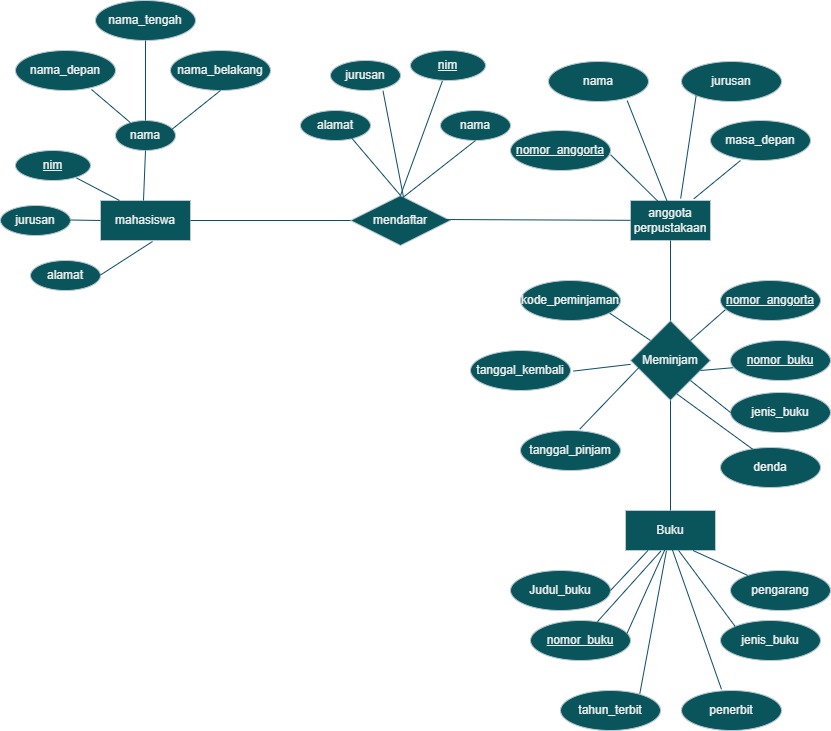 nama_tengah
nama_depan
nama_belakang
nama
nim
jurusan
alamat
mahasiswa
jurusan
nim
alamat
nama
mendaftar
nama
jurusan
nomor_anggorta
masa_depan
anggota
perpustakaan
kode_peminjaman
nomor_anggorta
Meminjam
tanggal_kembali
nomor_buku
jenis_buku
tanggal_pinjam
denda
Buku
Judul_buku
pengarang
nomor_buku
jenis_buku
tahun_terbit
penerbit